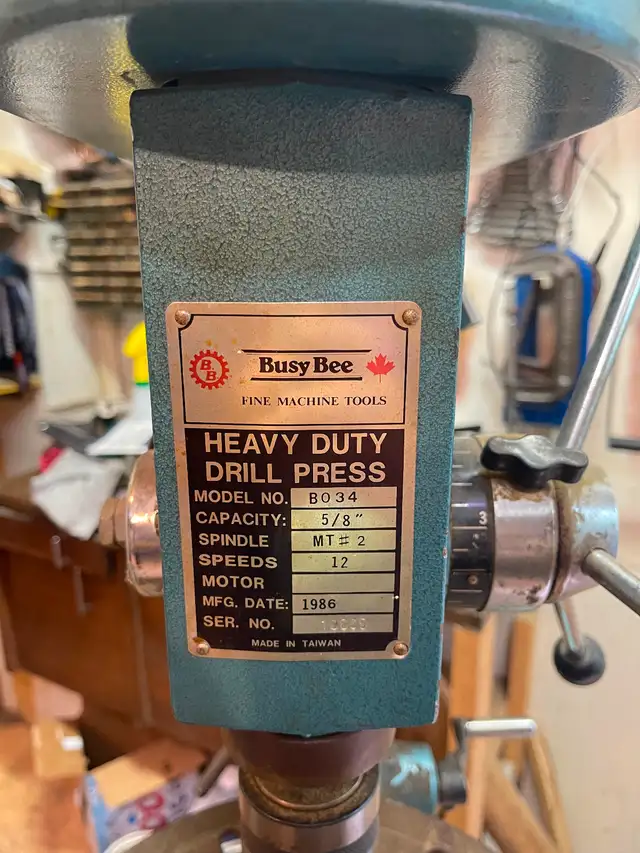 B.B.
Busy Bee
FINE MACHINE TOOLS
HEAVY DUTY
DRILL PRESS
MODEL NO. B034
CAPACITY: 5/8"
SPINDLE MT#2
SPEEDS 12
MOTOR
MFG. DATE: 1986
SER. NO.
MADE IN TAIWAN
3